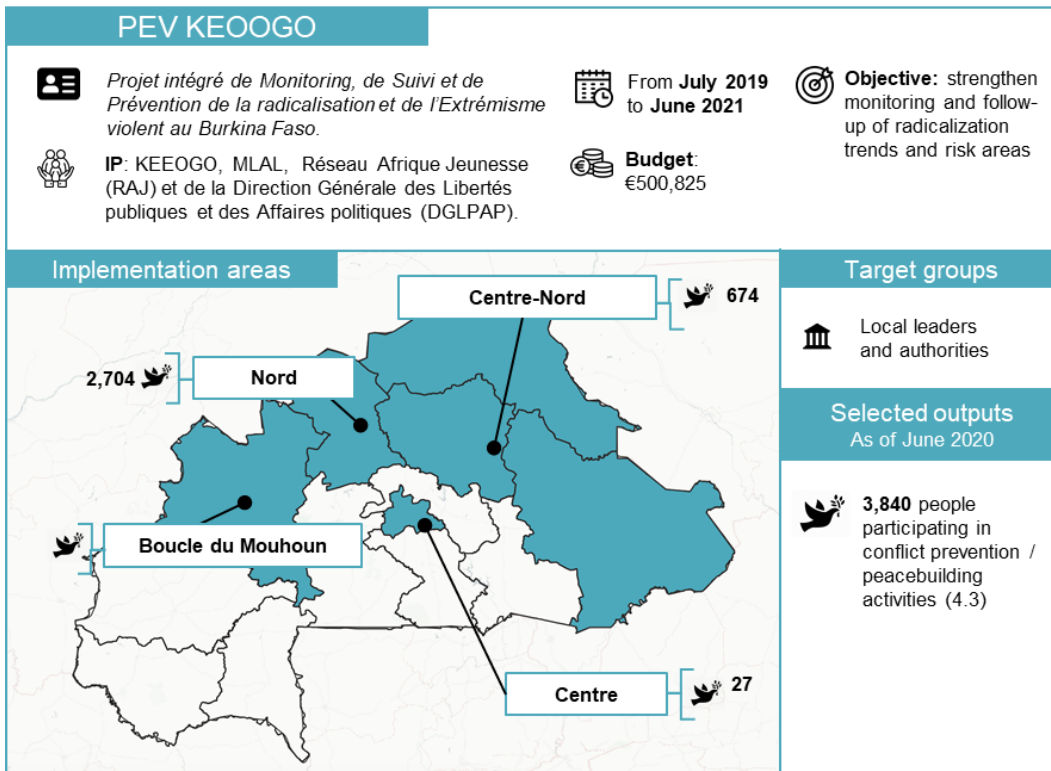 PEV KEOOGO
Projet intégré de Monitoring, de Suivi et de
Prévention de la radicalisation et de l'Extrémisme
violent au Burkina Faso.
IP: KEEOGO, MLAL, Réseau Afrique Jeunesse
(RAJ) et de la Direction Générale des Libertés
publiques et des Affaires politiques (DGLPAP).
From July 2019
to June 2021
Budget:
€500,825
Objective: strengthen
monitoring and follow-
up of radicalization
trends and risk areas
Implementation areas
Centre-Nord
674
2,704
Nord
Boucle du Mouhoun
Centre
27
Target groups
Local leaders
and authorities
Selected outputs
As of June 2020
3,840 people
participating in
conflict prevention /
peacebuilding
activities (4.3)